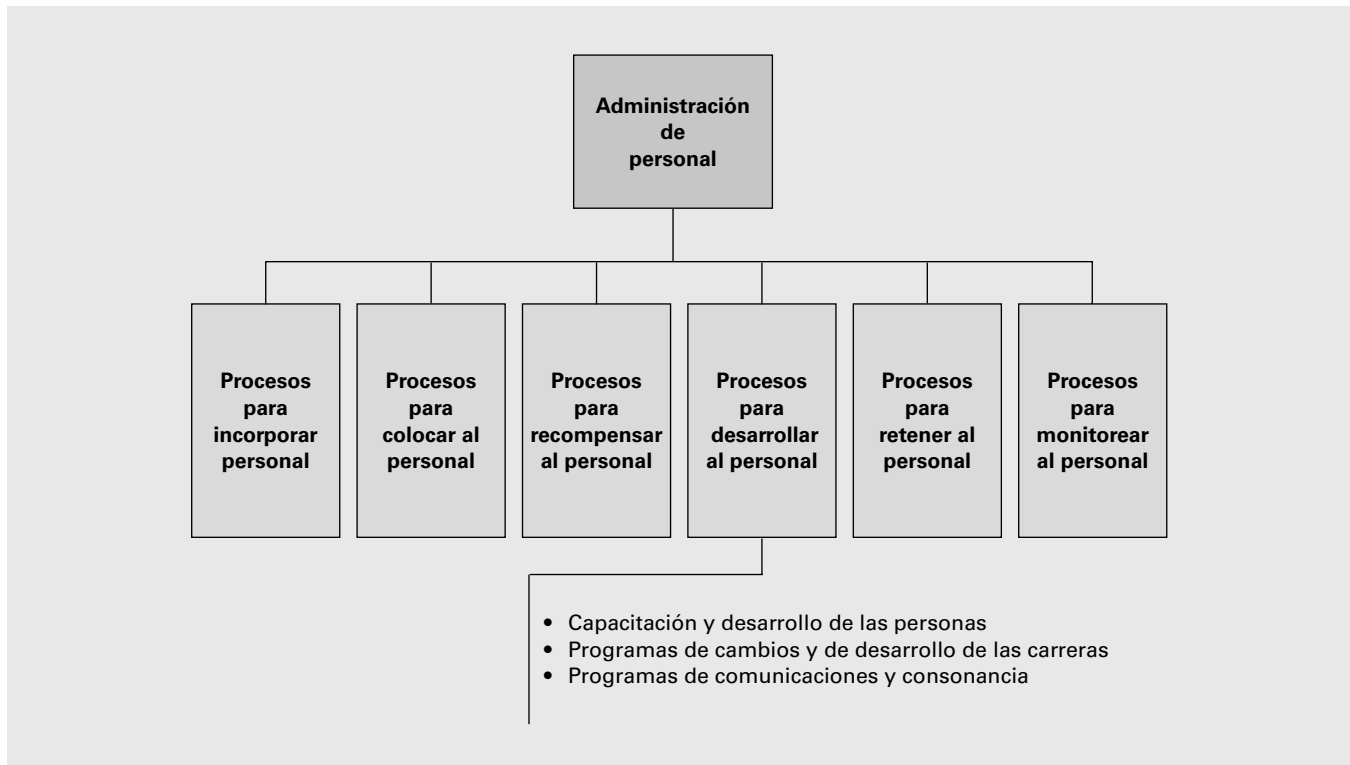 Administración
de
personal
Procesos
para
incorporar
personal
Procesos
para
colocar al
personal
Procesos
para
recompensar
al personal
Procesos
para
desarrollar
al personal
Procesos
para
retener al
personal
Procesos
para
monitorear
al personal
• Capacitación y desarrollo de las personas
• Programas de cambios y de desarrollo de las carreras
• Programas de comunicaciones y consonancia